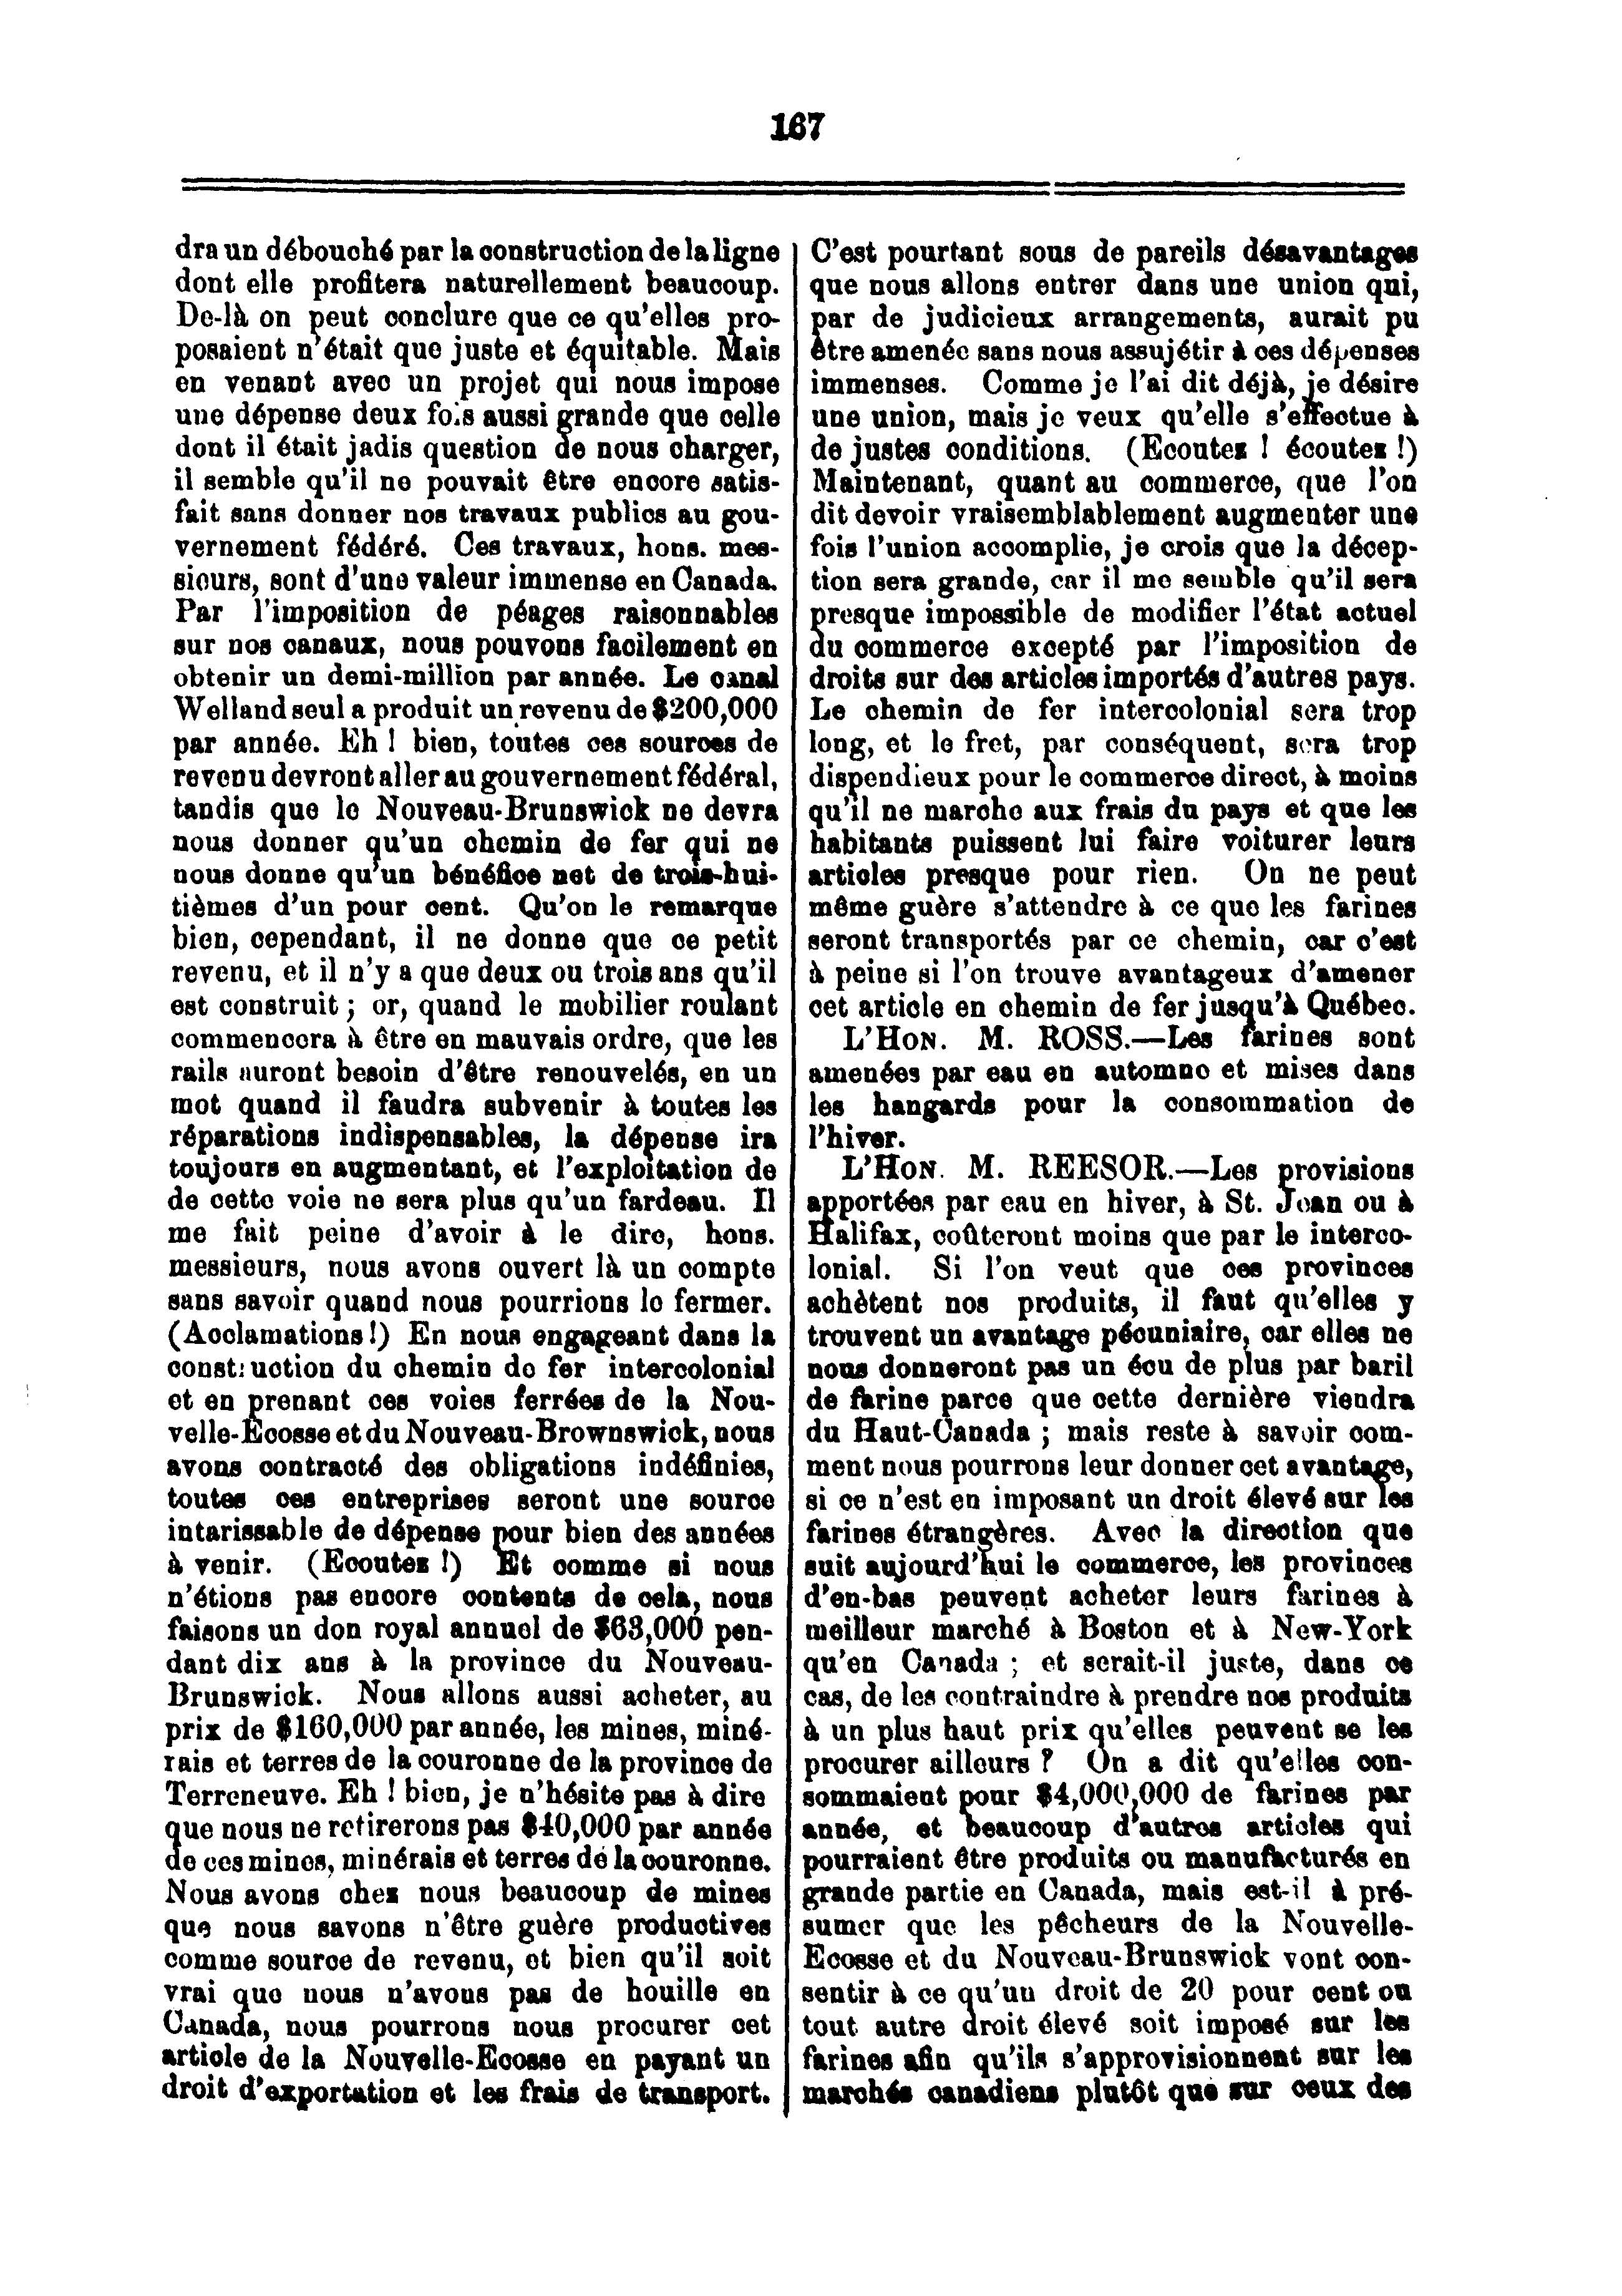 167
dra un débouché par la construction de la ligne
dont elle profitera naturellement beaucoup.
De-là on peut conclure que ce qu'elles pro-
posaient n'était que juste et équitable. Mais
en venant avec un projet qui nous impose
une dépense deux fois aussi grande que celle
dont il était jadis question de nous charger,
il semble qu'il ne pouvait être encore satis-
fait sans donner nos travaux publics au gou-
vernement fédéré. Ces travaux, hons. mes-
sieurs, sont d'une valeur immense en Canada.
Par l'imposition de péages raisonnables
sur nos canaux, nous pouvons facilement en
obtenir un demi-million par année. Le canal
Welland seul a produit un revenu de $200,000
par année. Eh ! bien, toutes ces sources de
revenu devront aller au gouvernement fédéral,
tandis que le Nouveau-Brunswick ne devra
nous donner qu'un chemin de fer qui ne
nous donne qu'un bénéfice net de trois-hui-
tièmes d'un pour cent. Qu'on le remarque
bien, cependant, il ne donne que ce petit
revenu, et il n'y a que deux ou trois ans qu'il
est construit ; or, quand le mobilier roulant
commencera à être en mauvais ordre, que les
rails auront besoin d'être renouvelés, en un
mot quand il faudra subvenir à toutes les
réparations indispensables, la dépense ira
toujours en augmentant, et l'exploitation de
de cette voie ne sera plus qu'un fardeau. Il
me fait peine d'avoir à le dire, hons.
messieurs, nous avons ouvert là un compte
sans savoir quand nous pourrions le fermer.
(Acclamations!) En nous engageant dans la
construction du chemin de fer intercolonial
et en prenant ces voies ferrées de la Nou-
velle-Ecosse et du Nouveau-Brownswick, nous
avons contracté des obligations indéfinies,
toutes ces entreprises seront une source
intarissable de dépense pour bien des années
à venir. (Ecoutez !) Et comme si nous
n'étions pas encore contents de cela, nous
faisons un don royal annuel de $63,000 pen-
dant dix ans à la province du Nouveau-
Brunswick. Nous allons aussi acheter, au
prix de $160,000 par année, les mines, miné-
rais et terres de la couronne de la province de
Terreneuve. Eh ! bien, je n'hésite pas à dire
que nous ne retirerons pas $40,000 par année
de ces mines, minérais et terres de la couronne.
Nous avons chez nous beaucoup de mines
que nous savons n'être guère productives
comme source de revenu, et bien qu'il soit
vrai que nous n'avons pas de houille en
Canada, nous pourrons nous procurer cet
article de la Nouvelle-Ecosse en payant un
droit d'exportation et les frais de transport.
C'est pourtant sous de pareils désavantages
que nous allons entrer dans une union qui,
par de judicieux arrangements, aurait pu
être amenée sans nous assujétir à ces dépenses
immenses. Comme je l'ai dit déjà, je désire
une union, mais je veux qu'elle s'effectue à
de justes conditions. (Ecoutez ! écoutez !)
Maintenant, quant au commerce, que l'on
dit devoir vraisemblablement augmenter une
fois l'union accomplie, je crois que la décep-
tion sera grande, car il me semble qu'il sera
presque impossible de modifier l'état actuel
du commerce excepté par l'imposition de
droits sur des articles importés d'autres pays.
Le chemin de fer intercolonial sera trop
long, et le fret, par conséquent, sera trop
dispendieux pour le commerce direct, à moins
qu'il ne marche aux frais du pays et que les
habitants puissent lui faire voiturer leurs
articles presque pour rien. On ne peut
même guère s'attendre à ce que les farines
seront transportés par ce chemin, car c'est
à peine si l'on trouve avantageux d'amener
cet article en chemin de fer jusqu'à Québec.
L'HON. M. ROSS.—Les farines sont
amenées par eau en automne et mises dans
les hangards pour la consommation de
l'hiver.
L'HON. M. REESOR.—Les provisions
apportées par eau en hiver, à St. Jean ou à
Halifax, coûteront moins que par le interco-
lonial. Si l'on veut que ces provinces
achètent nos produits, il faut qu'elles y
trouvent un avantage pécuniaire, car elles ne
nous donneront pas un écu de plus par baril
de farine parce que cette dernière viendra
du Haut-Canada ; mais reste à savoir com-
ment nous pourrons leur donner cet avantage,
si ce n'est en imposant un droit élevé sur les
farines étrangères. Avec la direction que
suit aujourd'hui le commerce, les provinces
d'en-bas peuvent acheter leurs farines à
meilleur marché à Boston et à New-York
qu'en Canada ; et serait-il juste, dans ce
cas, de les contraindre à prendre nos produits
à un plus haut prix qu'elles peuvent se les
procurer ailleurs ? On a dit qu'elles con-
sommaient pour $4,000,000 de farines par
année, et beaucoup d'autres articles qui
pourraient être produits ou manufacturés en
grande partie en Canada, mais est-il à pré-
sumer que les pêcheurs de la Nouvelle-
Ecosse et du Nouveau-Brunswick vont con-
sentir à ce qu'un droit de 20 pour cent ou
tout autre droit élevé soit imposé sur les
farines afin qu'ils s'approvisionnent sur les
marchés canadiens plutôt que sur ceux des